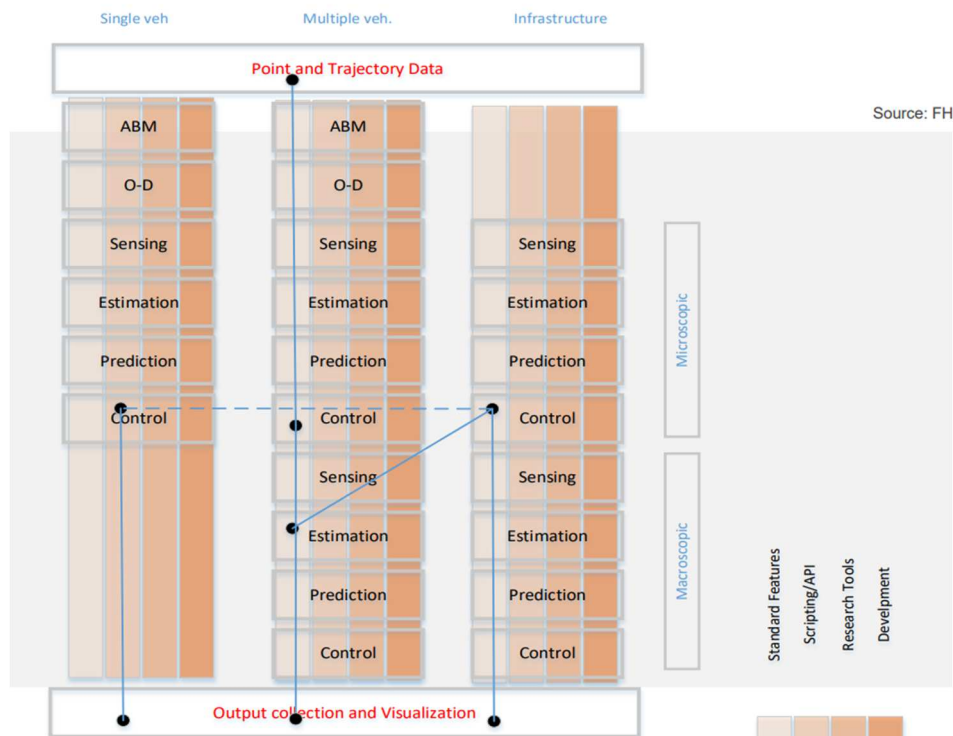 Single veh
Multiple veh.
Infrastructure
Point and Trajectory Data
Source: FH
ABM
ABM
O-D
O-D
Sensing
Sensing
Sensing
Estimation
Estimation
Estimation
Prediction
Prediction
Prediction
Control
Control
Control
Microscopic
Sensing
Sensing
Estimation
Estimation
Prediction
Prediction
Control
Control
Macroscopic
Standard Features
Scripting/API
Research Tools
Develpment
Output collection and Visualization